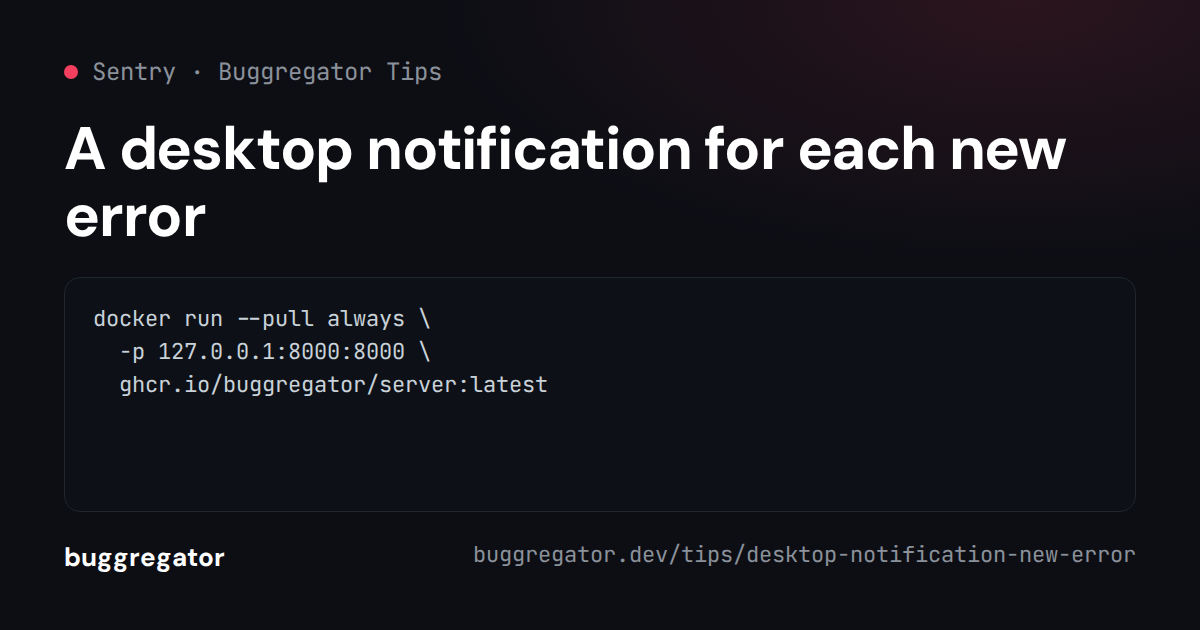 Sentry · Buggregator Tips
A desktop notification for each new
error
docker run --pull always \
  -p 127.0.0.1:8000:8000 \
  ghcr.io/buggregator/server:latest
buggregator
buggregator.dev/tips/desktop-notification-new-error